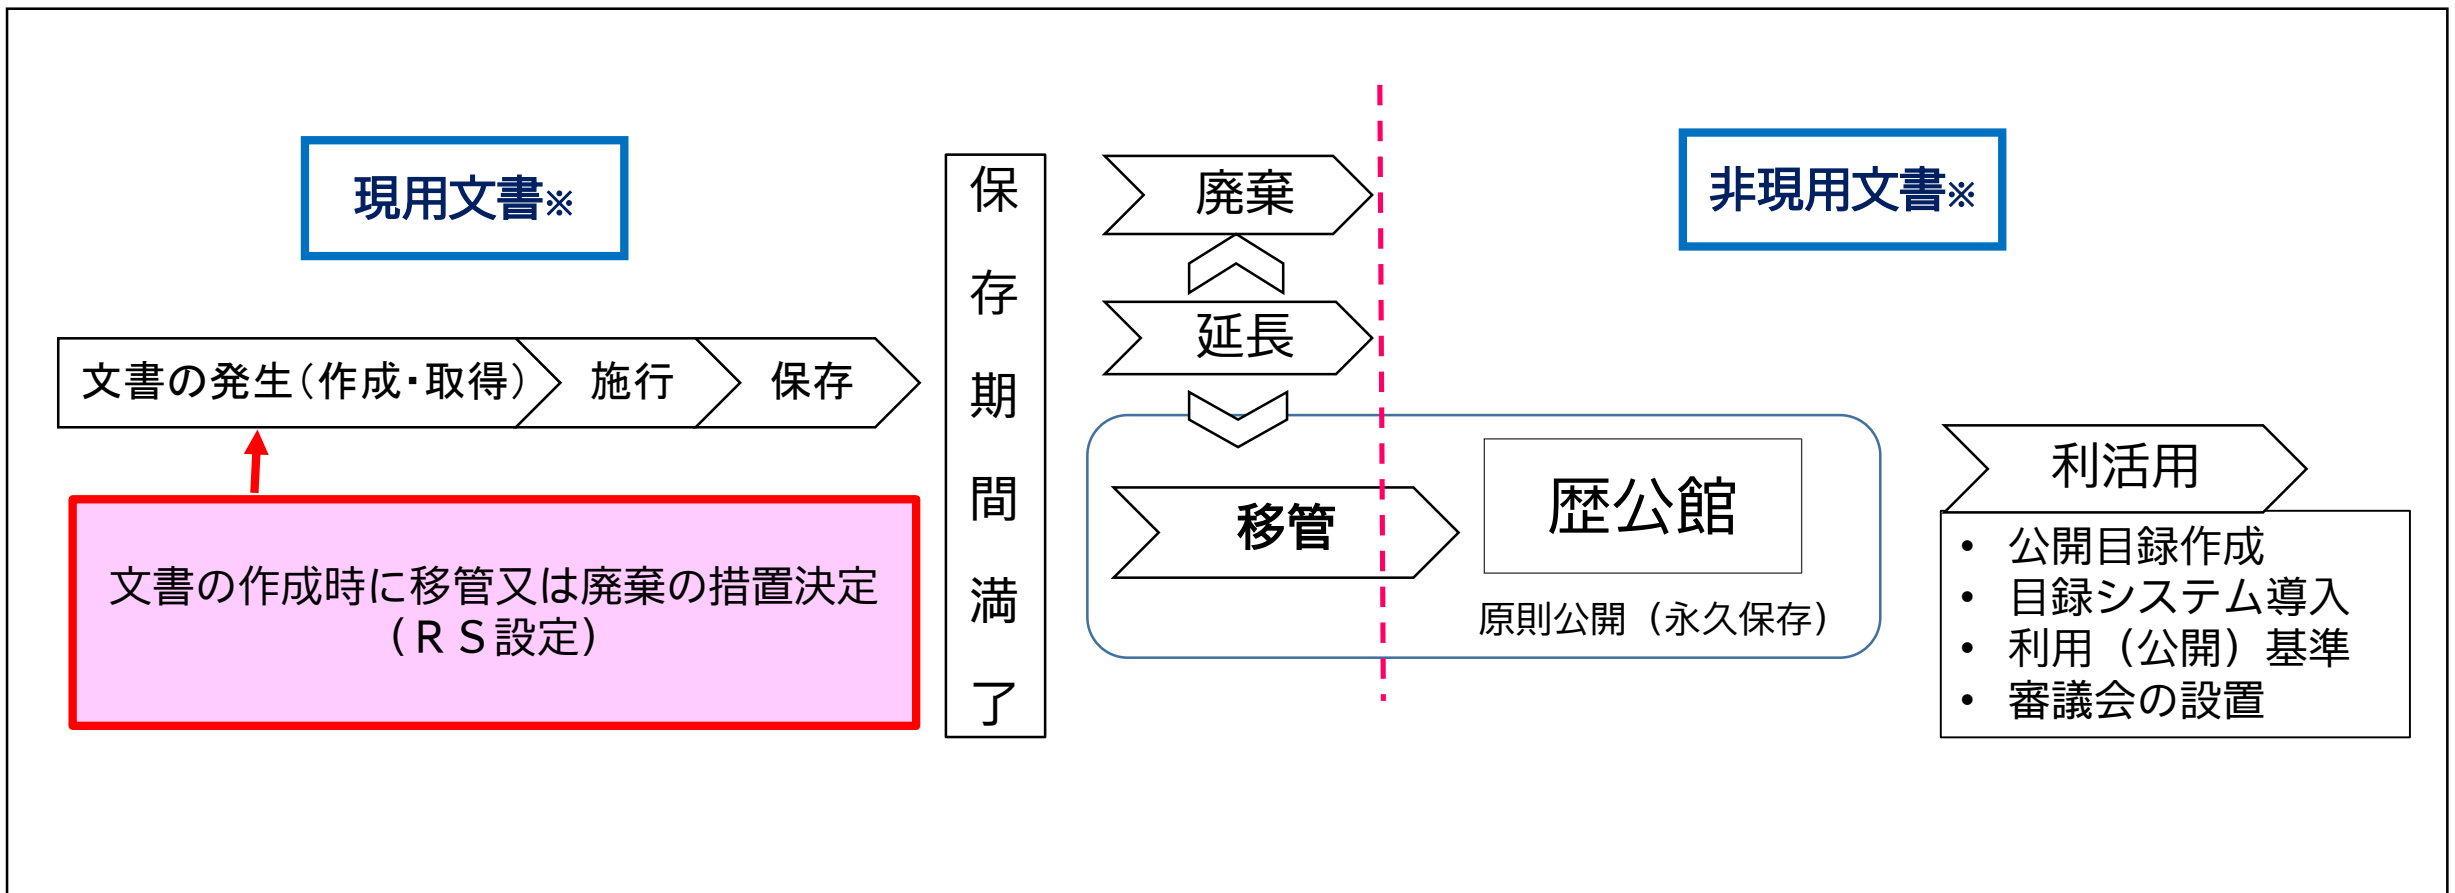 現用文書※
非現用文書※
文書の発生(作成・取得)
施行
保存
文書の作成時に移管又は廃棄の措置決定
(RS設定)
保存期間満了
廃棄
延長
移管
歴公館
原則公開（永久保存）
利活用
• 公開目録作成
• 目録システム導入
• 利用（公開）基準
• 審議会の設置